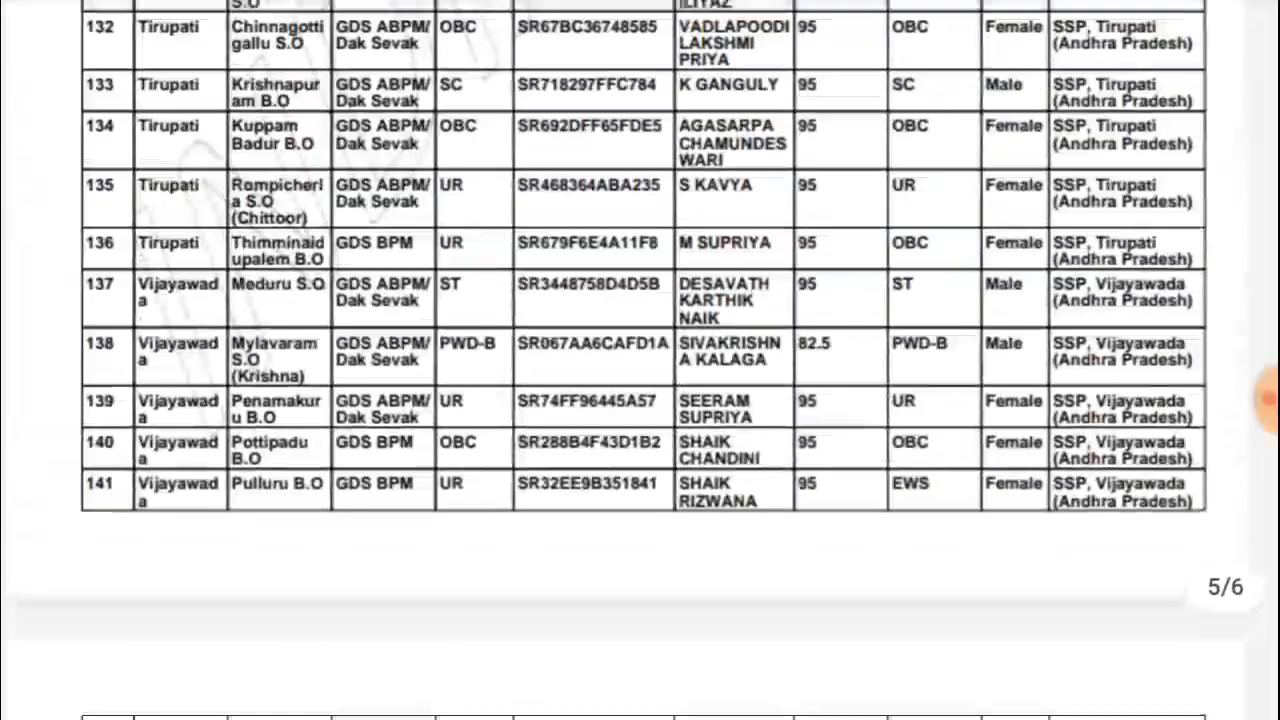 S.O ILIYAZ
132 Tirupati Chinnagotti GDS ABPM/ OBC SR67BC36748585 VADLAPOODI 95 OBC Female SSP, Tirupati
gallu S.O Dak Sevak LAKSHMI (Andhra Pradesh)
PRIYA
133 Tirupati Krishnapur GDS ABPM/ SC SR718297FFC784 K GANGULY 95 SC Male SSP, Tirupati
am B.O Dak Sevak (Andhra Pradesh)
134 Tirupati Kuppam GDS ABPM/ OBC SR692DFF65FDE5 AGASARPA 95 OBC Female SSP, Tirupati
Badur B.O Dak Sevak CHAMUNDES (Andhra Pradesh)
WARI
135 Tirupati Rompicherl GDS ABPM/ UR SR468364ABA235 S KAVYA 95 UR Female SSP, Tirupati
a S.O Dak Sevak (Andhra Pradesh)
(Chittoor)
136 Tirupati Thimminaid GDS BPM UR SR679F6E4A11F8 M SUPRIYA 95 OBC Female SSP, Tirupati
upalem B.O (Andhra Pradesh)
137 Vijayawad Meduru S.O GDS ABPM/ ST SR3448758D4D5B DESAVATH 95 ST Male SSP, Vijayawada
a Dak Sevak KARTHIK (Andhra Pradesh)
NAIK
138 Vijayawad Mylavaram GDS ABPM/ PWD-B SR067AA6CAFD1A SIVAKRISHN 82.5 PWD-B Male SSP, Vijayawada
a S.O Dak Sevak A KALAGA (Andhra Pradesh)
(Krishna)
139 Vijayawad Penamakur GDS ABPM/ UR SR74FF96445A57 SEERAM 95 UR Female SSP, Vijayawada
a u B.O Dak Sevak SUPRIYA (Andhra Pradesh)
140 Vijayawad Pottipadu GDS BPM OBC SR288B4F43D1B2 SHAIK 95 OBC Female SSP, Vijayawada
a B.O CHANDINI (Andhra Pradesh)
141 Vijayawad Pulluru B.O GDS BPM UR SR32EE9B351841 SHAIK 95 EWS Female SSP, Vijayawada
a RIZWANA (Andhra Pradesh)
5/6